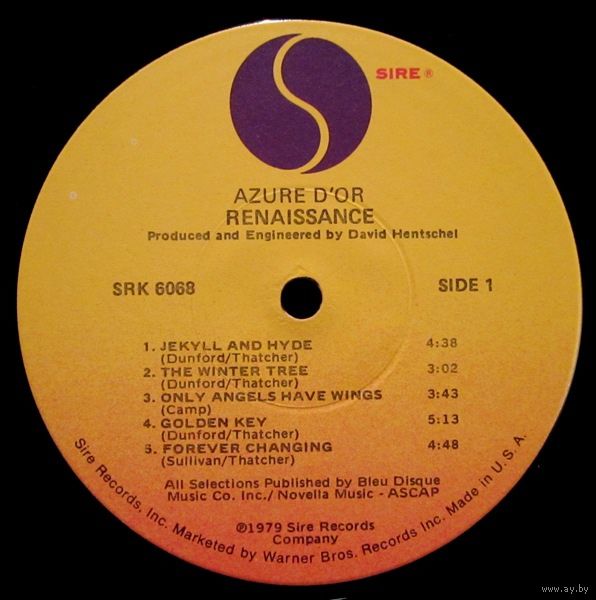 SIRE ®
AZURE D'OR
RENAISSANCE
Produced and Engineered by David Hentschel
SRK 6068 SIDE 1
1. JEKYLL AND HYDE 4:38
(Dunford/Thatcher)
2. THE WINTER TREE 3:02
(Dunford/Thatcher)
3. ONLY ANGELS HAVE WINGS 3:43
(Camp)
4. GOLDEN KEY 5:13
(Dunford/Thatcher)
5. FOREVER CHANGING 4:48
(Sullivan/Thatcher)
All Selections Published by Bleu Disque
Music Co. Inc./ Novella Music - ASCAP
℗1979 Sire Records
Company
Sire Records, Inc. Marketed by Warner Bros. Records Inc. Made in U.S.A.
www.ay.by